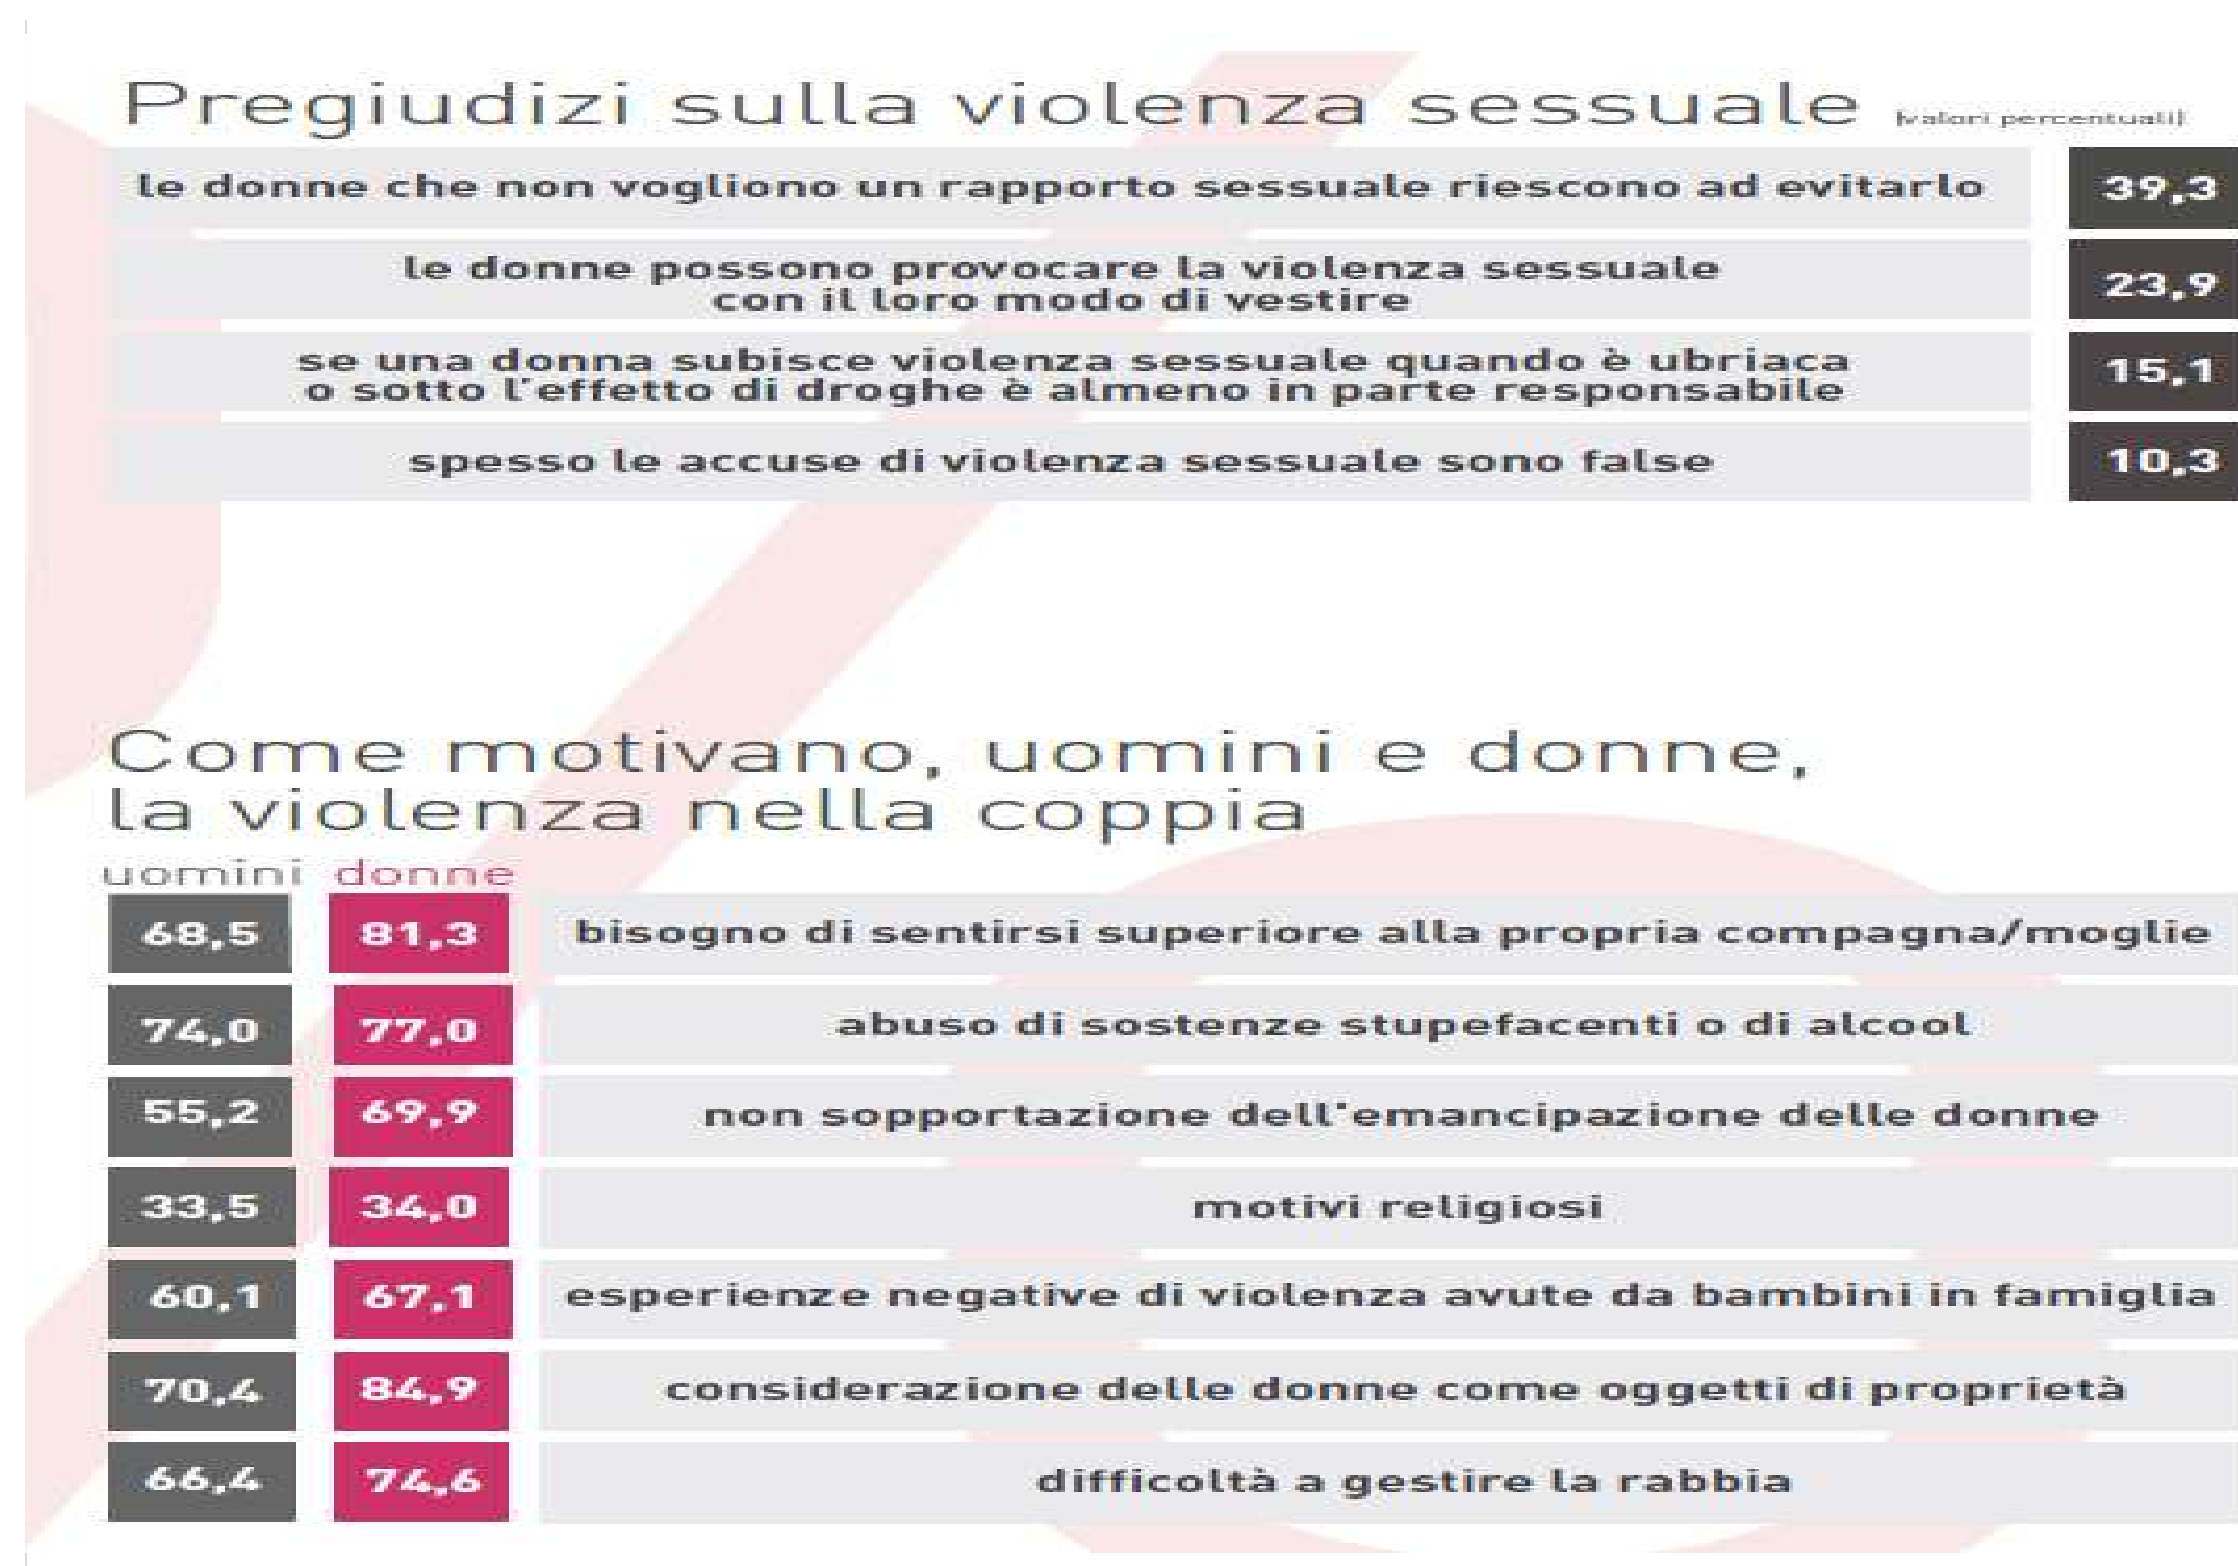 Pregiudizi sulla violenza sessuale (valori percentuali)
le donne che non vogliono un rapporto sessuale riescono ad evitarlo 39,3
le donne possono provocare la violenza sessuale
con il loro modo di vestire 23,9
se una donna subisce violenza sessuale quando è ubriaca
o sotto l'effetto di droghe è almeno in parte responsabile 15,1
spesso le accuse di violenza sessuale sono false 10,3
Come motivano, uomini e donne,
la violenza nella coppia
uomini donne
68,5 81,3 bisogno di sentirsi superiore alla propria compagna/moglie
74,0 77,0 abuso di sostenze stupefacenti o di alcool
55,2 69,9 non sopportazione dell'emancipazione delle donne
33,5 34,0 motivi religiosi
60,1 67,1 esperienze negative di violenza avute da bambini in famiglia
70,4 84,9 considerazione delle donne come oggetti di proprietà
66,4 74,6 difficoltà a gestire la rabbia